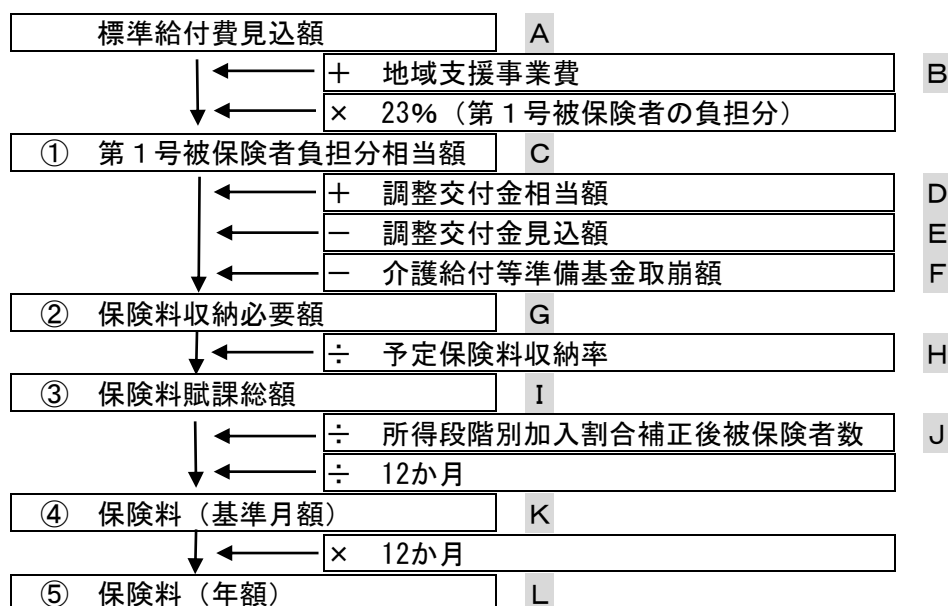 標準給付費見込額 A
+ 地域支援事業費 B
× 23%（第１号被保険者の負担分）
① 第１号被保険者負担分相当額 C
+ 調整交付金相当額 D
− 調整交付金見込額 E
− 介護給付等準備基金取崩額 F
② 保険料収納必要額 G
÷ 予定保険料収納率 H
③ 保険料賦課総額 I
÷ 所得段階別加入割合補正後被保険者数 J
÷ 12か月
④ 保険料（基準月額） K
× 12か月
⑤ 保険料（年額） L